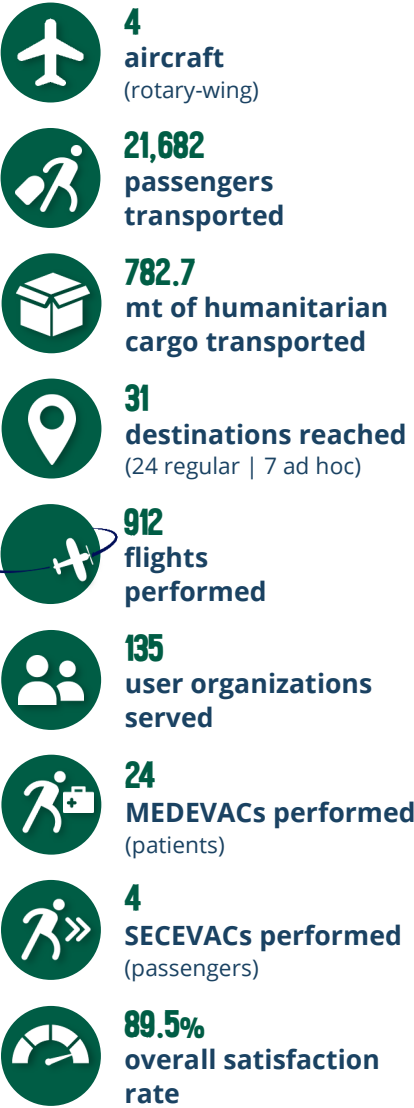 4
aircraft
(rotary-wing)
21,682
passengers
transported
782.7
mt of humanitarian
cargo transported
31
destinations reached
(24 regular | 7 ad hoc)
912
flights
performed
135
user organizations
served
24
MEDEVACs performed
(patients)
4
SECEVACs performed
(passengers)
89.5%
overall satisfaction
rate